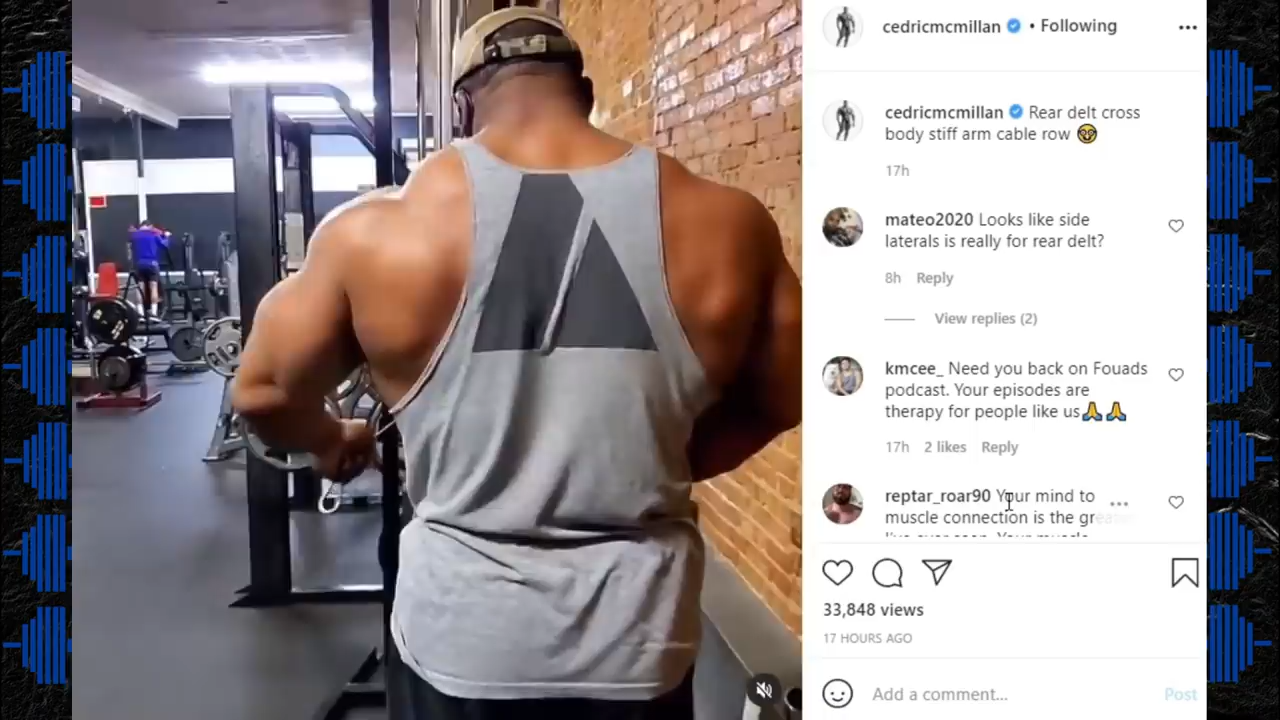 cedricmcmillan • Following
cedricmcmillan Rear delt cross
body stiff arm cable row 🤓
17h
mateo2020 Looks like side
laterals is really for rear delt?
8h Reply
View replies (2)
kmcee_ Need you back on Fouads
podcast. Your episodes are
therapy for people like us🙏🙏
17h 2 likes Reply
reptar_roar90 Your mind to
muscle connection is the
33,848 views
17 HOURS AGO
Add a comment... Post